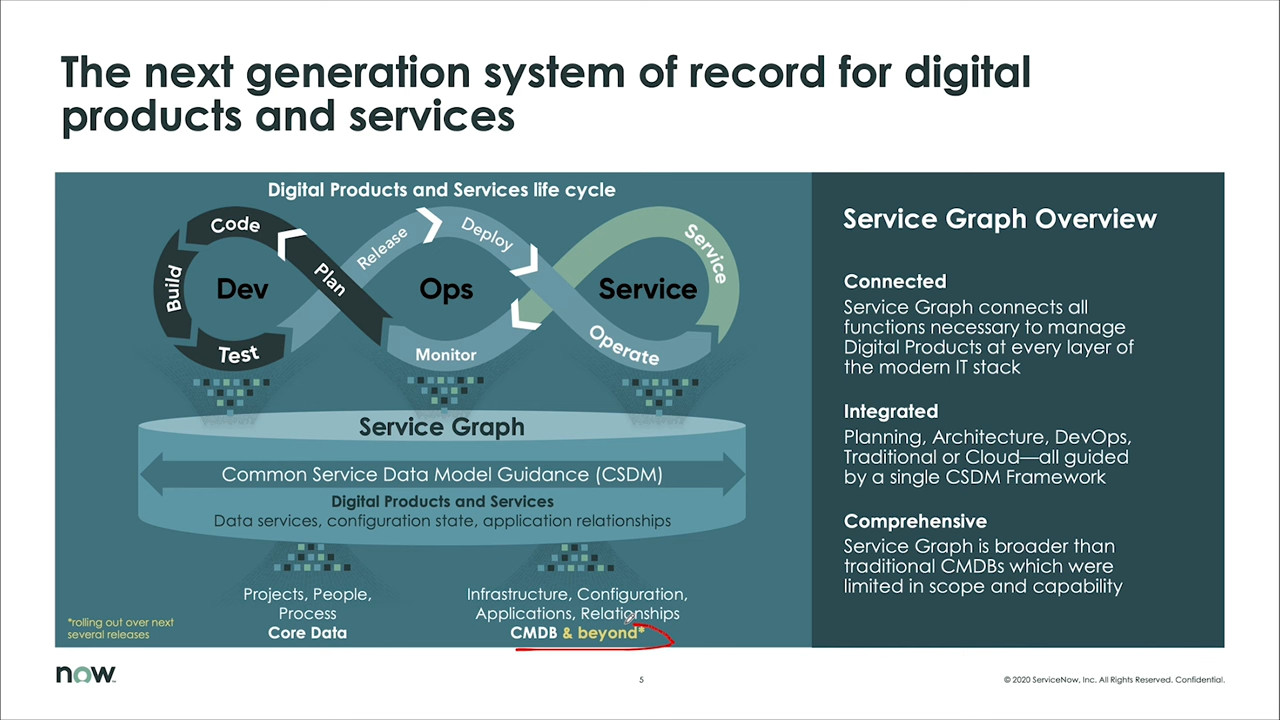 The next generation system of record for digital
products and services
Digital Products and Services life cycle
Code
Build
Test
Plan
Dev
Release
Deploy
Ops
Monitor
Service
Service
Operate
Service Graph
Common Service Data Model Guidance (CSDM)
Digital Products and Services
Data services, configuration state, application relationships
Projects, People,
Process
Core Data
Infrastructure, Configuration,
Applications, Relationships
CMDB & beyond*
*rolling out over next
several releases
Service Graph Overview
Connected
Service Graph connects all
functions necessary to manage
Digital Products at every layer of
the modern IT stack
Integrated
Planning, Architecture, DevOps,
Traditional or Cloud—all guided
by a single CSDM Framework
Comprehensive
Service Graph is broader than
traditional CMDBs which were
limited in scope and capability
now
5
© 2020 ServiceNow, Inc. All Rights Reserved. Confidential.